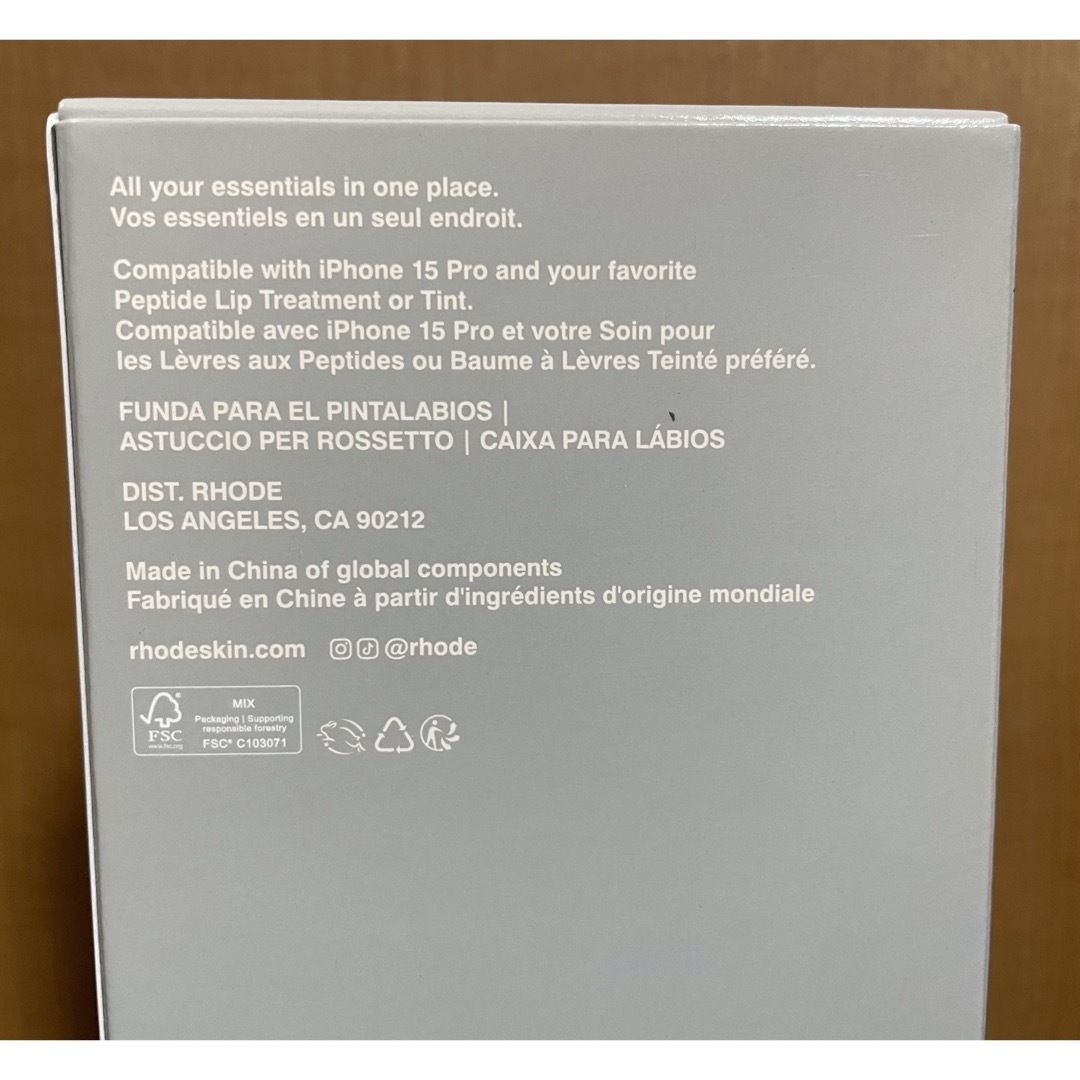 All your essentials in one place.
Vos essentiels en un seul endroit.
Compatible with iPhone 15 Pro and your favorite
Peptide Lip Treatment or Tint.
Compatible avec iPhone 15 Pro et votre Soin pour
les Lèvres aux Peptides ou Baume à Lèvres Teinté préféré.
FUNDA PARA EL PINTALABIOS |
ASTUCCIO PER ROSSETTO | CAIXA PARA LÁBIOS
DIST. RHODE
LOS ANGELES, CA 90212
Made in China of global components
Fabriqué en Chine à partir d'ingrédients d'origine mondiale
rhodeskin.com @rhode
MIX
Packaging | Supporting
responsible forestry
FSC® C103071
FSC
www.fsc.org